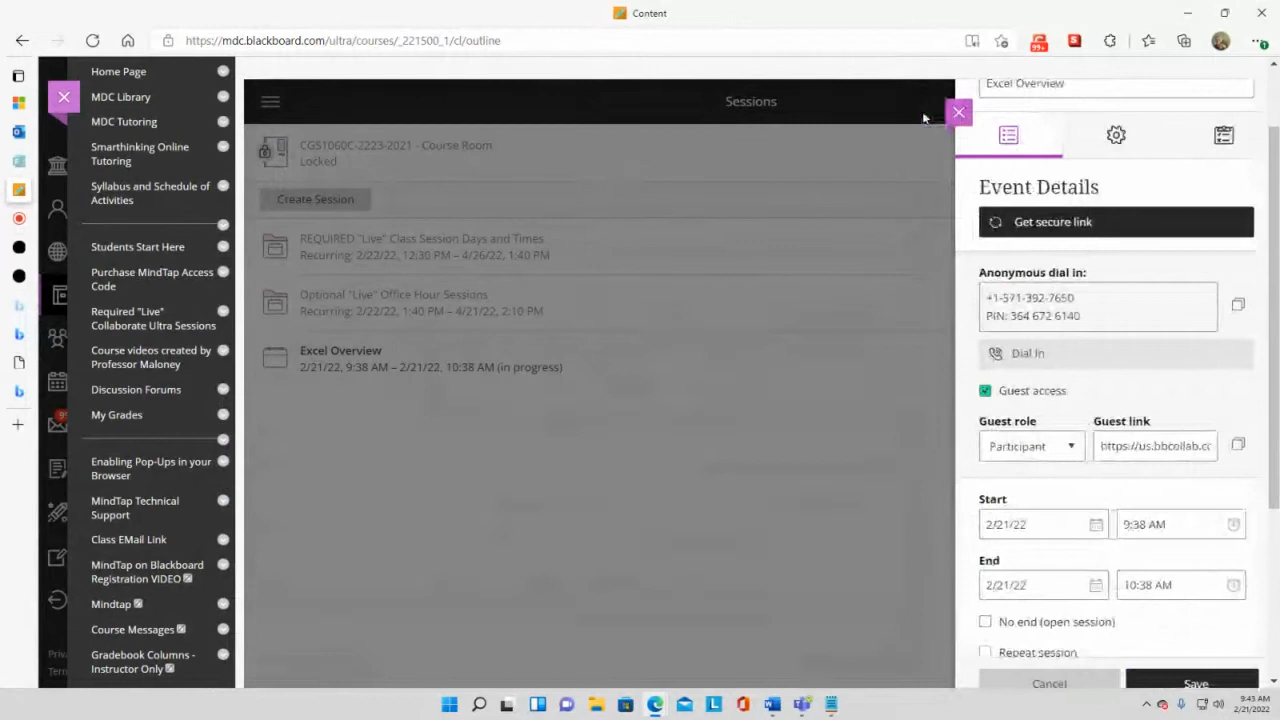 Content
https://mdc.blackboard.com/ultra/courses/_221500_1/cl/outline
99+
Home Page
MDC Library
MDC Tutoring
Smarthinking Online
Tutoring
Syllabus and Schedule of
Activities
Students Start Here
Purchase MindTap Access
Code
Required "Live"
Collaborate Ultra Sessions
Course videos created by
Professor Maloney
Discussion Forums
My Grades
Enabling Pop-Ups in your
Browser
MindTap Technical
Support
Class EMail Link
MindTap on Blackboard
Registration VIDEO
Mindtap
Course Messages
Gradebook Columns -
Instructor Only
Priva
Term
Sessions
CGS1060C-2223-2021 - Course Room
Locked
Create Session
REQUIRED "Live" Class Session Days and Times
Recurring: 2/22/22, 12:30 PM – 4/26/22, 1:40 PM
Optional "Live" Office Hour Sessions
Recurring: 2/22/22, 1:40 PM – 4/21/22, 2:10 PM
Excel Overview
2/21/22, 9:38 AM – 2/21/22, 10:38 AM (in progress)
Excel Overview
Event Details
Get secure link
Anonymous dial in:
+1-571-392-7650
PIN: 364 672 6140
Dial In
Guest access
Guest role
Guest link
Participant
https://us.bbcollab.cc
Start
2/21/22
9:38 AM
End
2/21/22
10:38 AM
No end (open session)
Repeat session
Cancel
Save
9:43 AM
2/21/2022